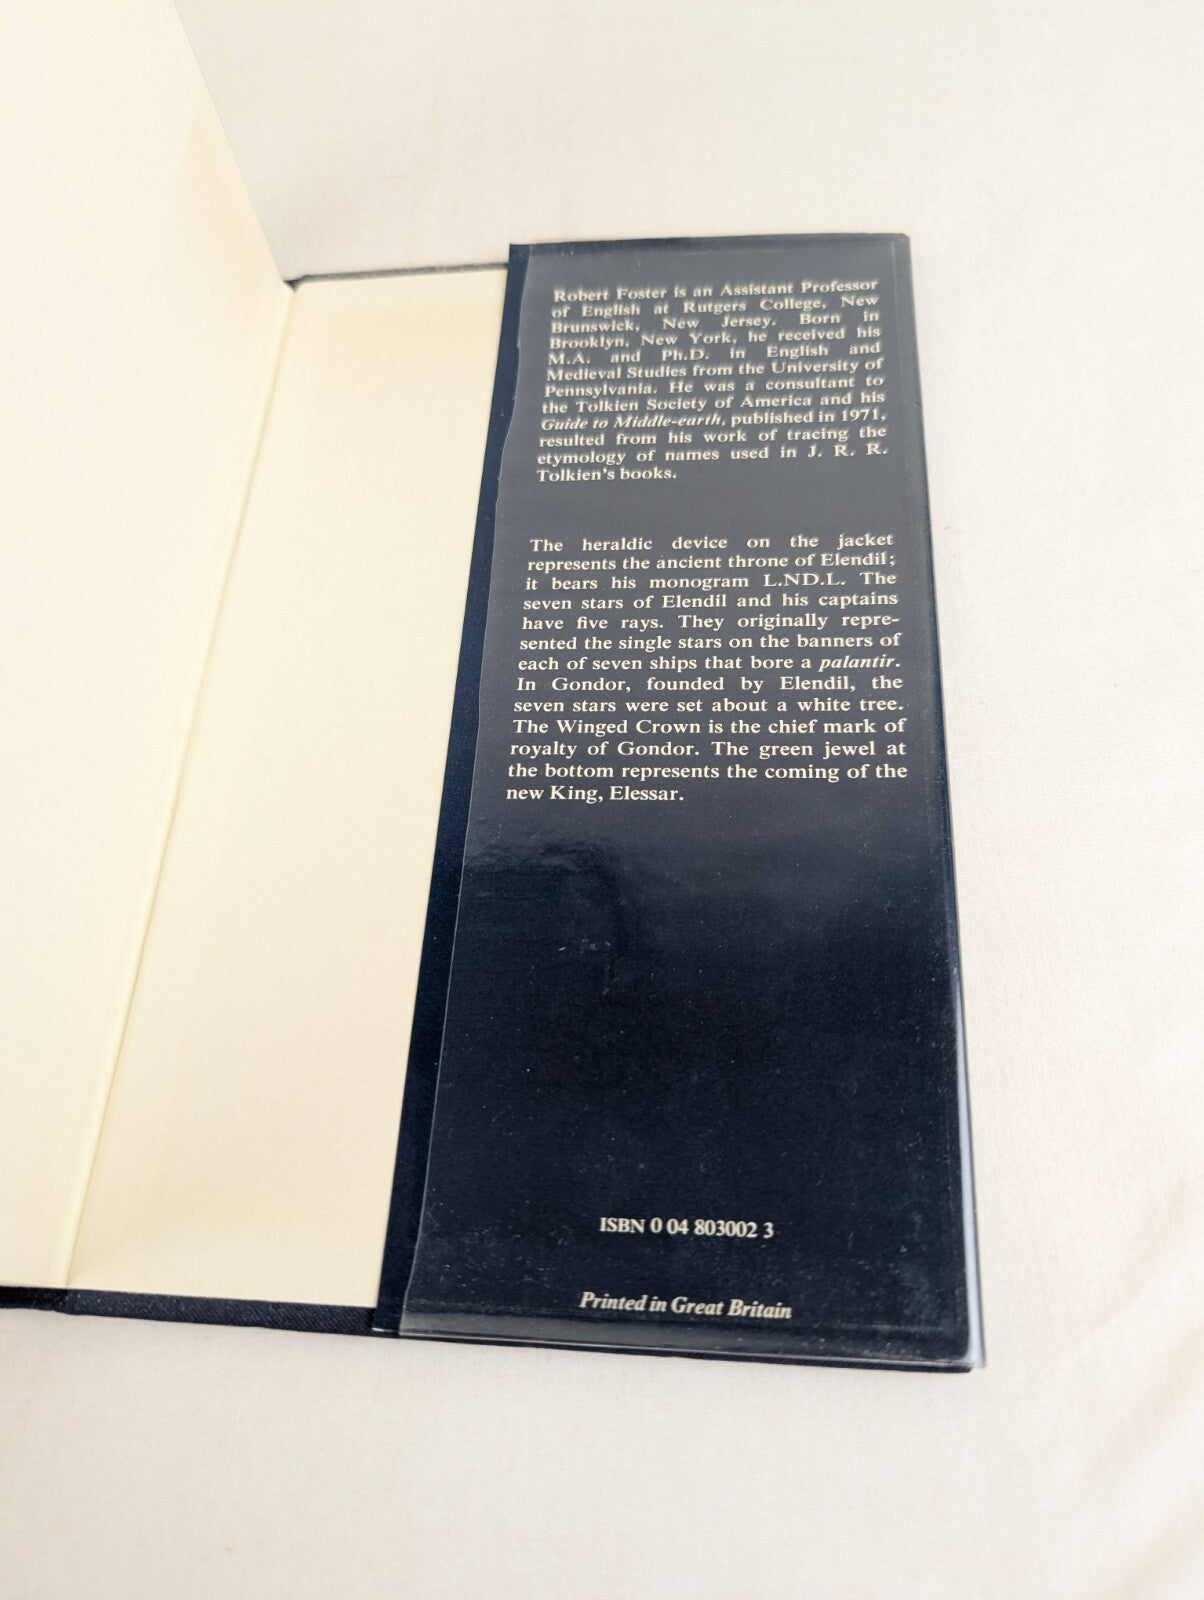 Robert Foster is an Assistant Professor
of English at Rutgers College, New
Brunswick, New Jersey. Born in
Brooklyn, New York, he received his
M.A. and Ph.D. in English and
Medieval Studies from the University of
Pennsylvania. He was a consultant to
the Tolkien Society of America and his
Guide to Middle-earth, published in 1971,
resulted from his work of tracing the
etymology of names used in J. R. R.
Tolkien's books.
The heraldic device on the jacket
represents the ancient throne of Elendil;
it bears his monogram L.ND.L. The
seven stars of Elendil and his captains
have five rays. They originally repre-
sented the single stars on the banners of
each of seven ships that bore a palantir.
In Gondor, founded by Elendil, the
seven stars were set about a white tree.
The Winged Crown is the chief mark of
royalty of Gondor. The green jewel at
the bottom represents the coming of the
new King, Elessar.
ISBN 0 04 803002 3
Printed in Great Britain